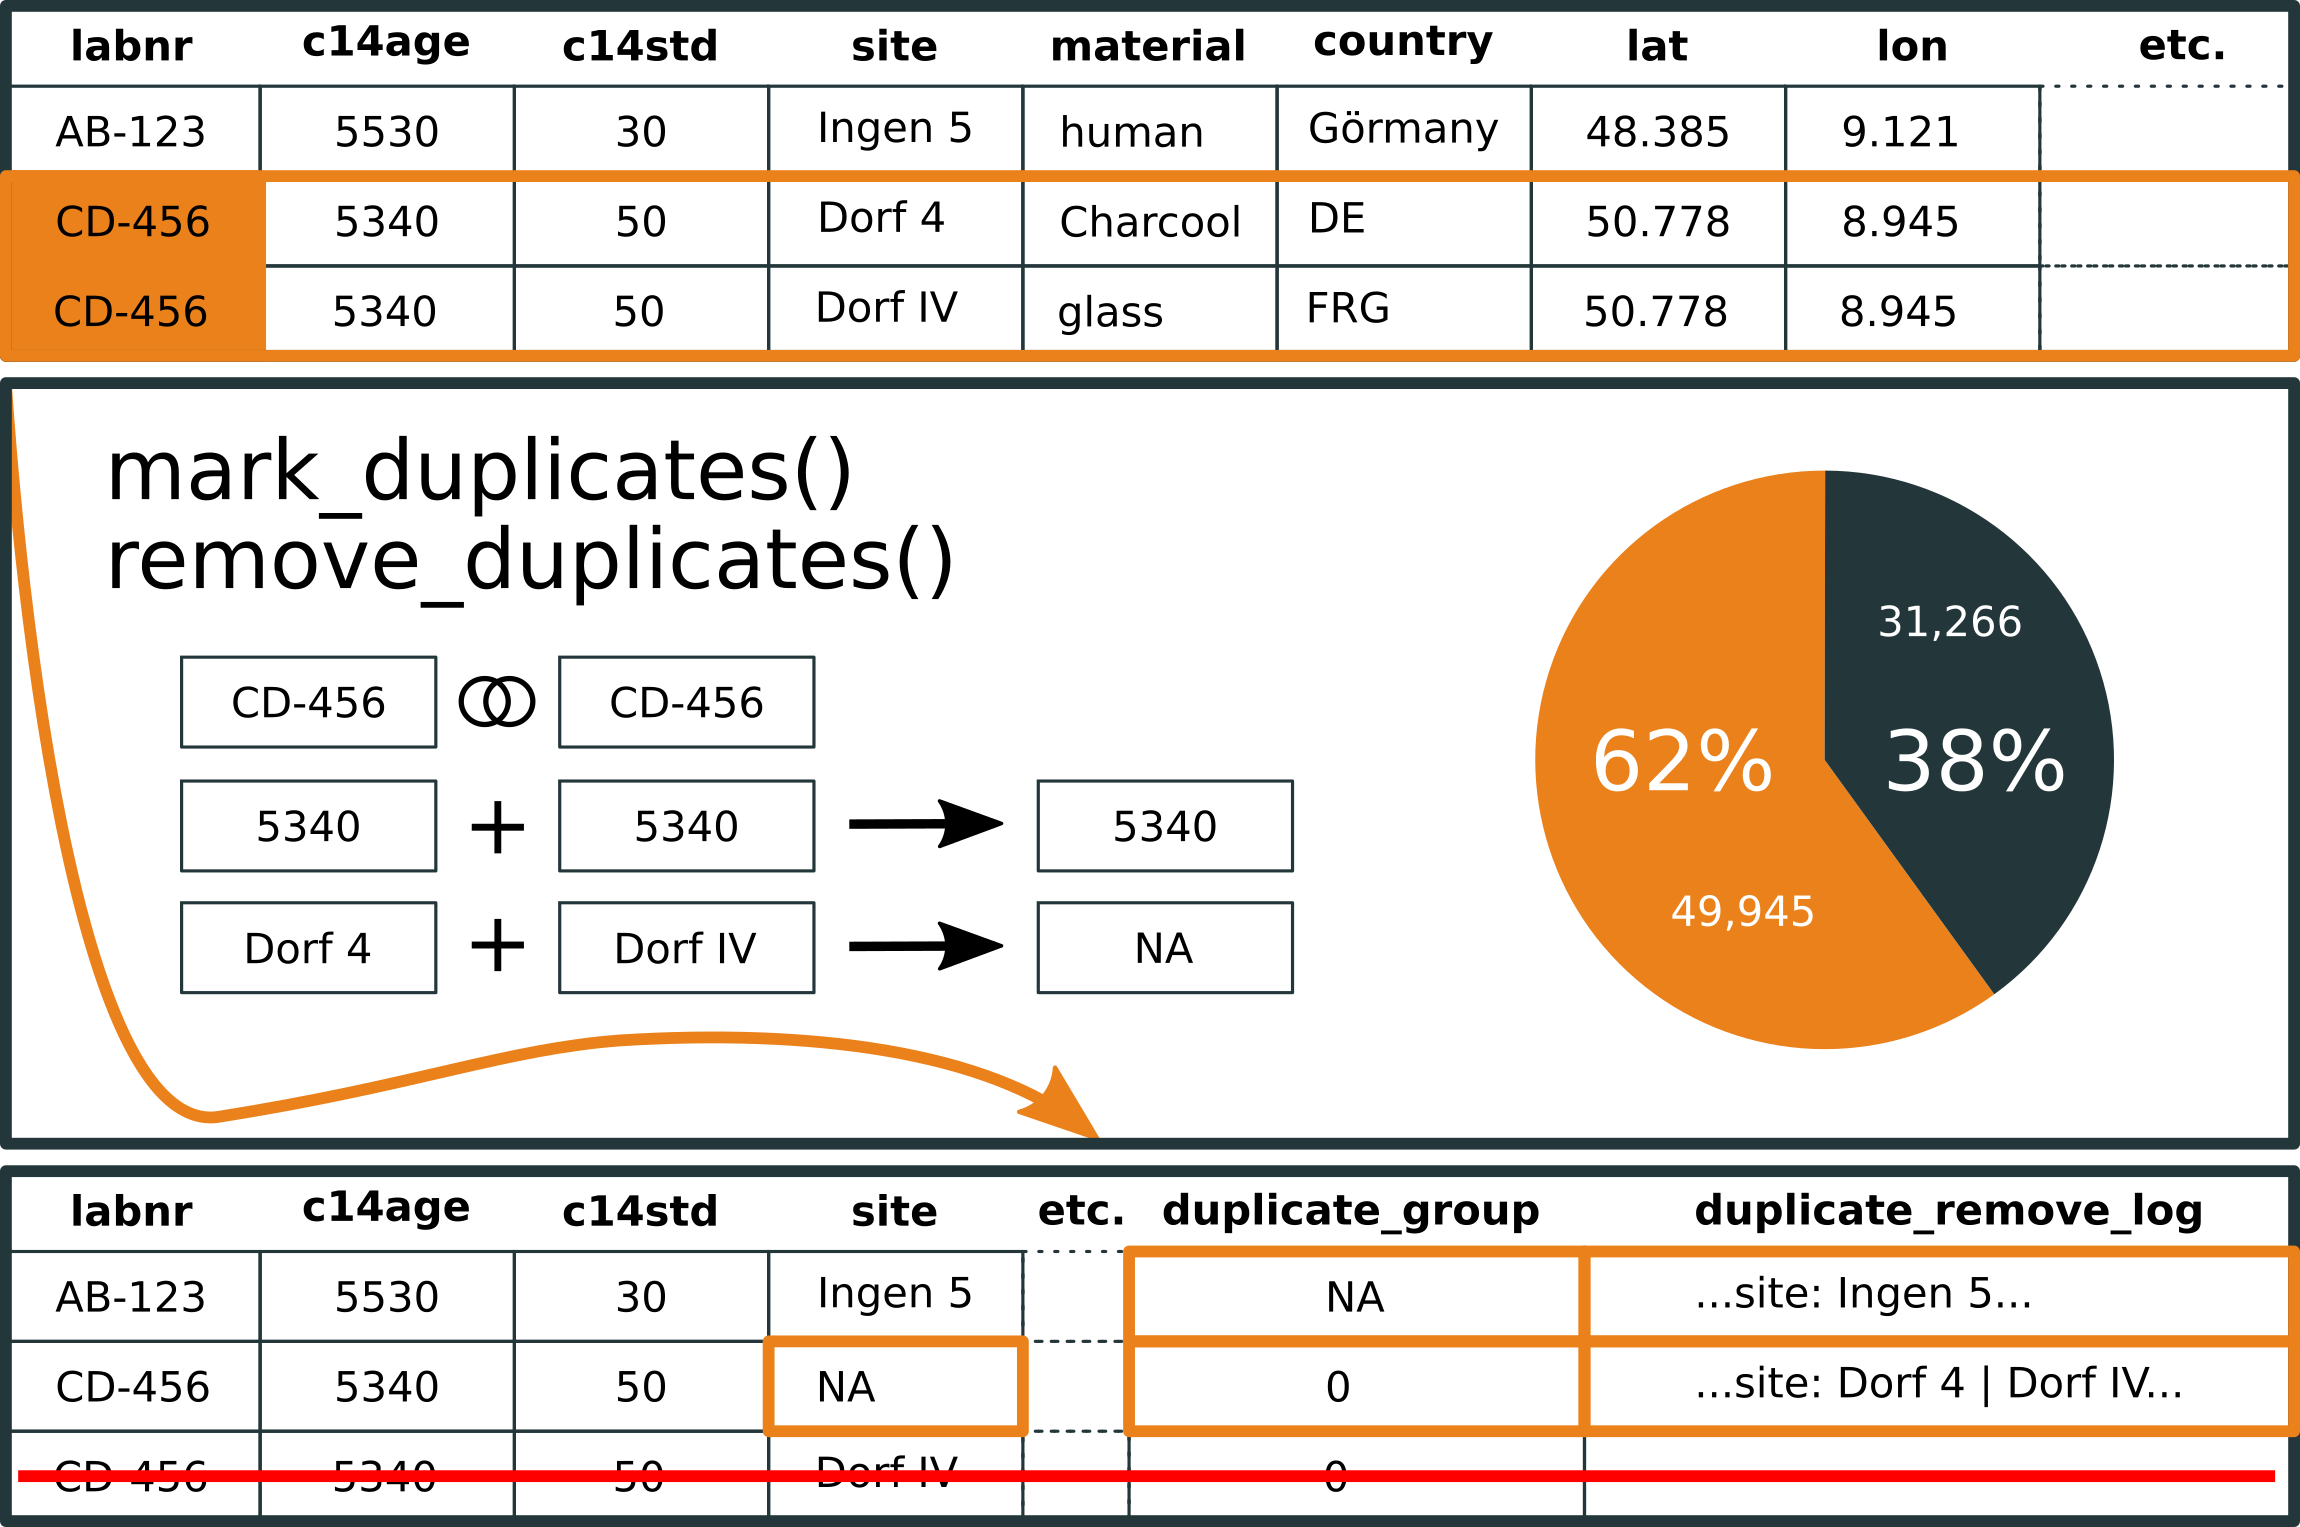 labnr c14age c14std site material country lat lon etc.
AB-123 5530 30 Ingen 5 human Görmany 48.385 9.121
CD-456 5340 50 Dorf 4 Charcool DE 50.778 8.945
CD-456 5340 50 Dorf IV glass FRG 50.778 8.945
mark_duplicates()
remove_duplicates()
CD-456 CD-456
5340 + 5340 5340
Dorf 4 + Dorf IV NA
31,266
62% 38%
49,945
labnr c14age c14std site etc. duplicate_group duplicate_remove_log
AB-123 5530 30 Ingen 5 NA ...site: Ingen 5...
CD-456 5340 50 NA 0 ...site: Dorf 4 | Dorf IV...
CD-456 5340 50 Dorf IV 0